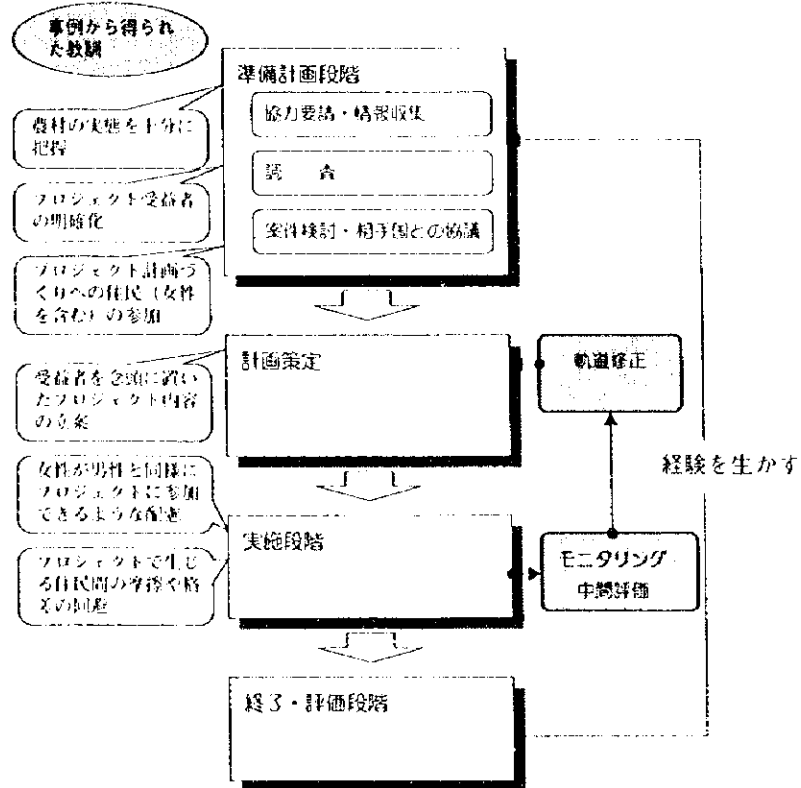 事例から得られ
た教訓
準備計画段階
協力要請・情報収集
調　査
案件検討・相手国との協議
農村の実態を十分に
把握
プロジェクト受益者
の明確化
プロジェクト計画づ
くりへの住民（女性
を含む）の参加
計画策定
軌道修正
受益者を念頭に置い
たプロジェクト内容
の立案
経験を生かす
女性が男性と同様に
プロジェクトに参加
できるような配慮
実施段階
モニタリング
中間評価
プロジェクトで生じ
る住民間の摩擦や格
差の回避
終了・評価段階